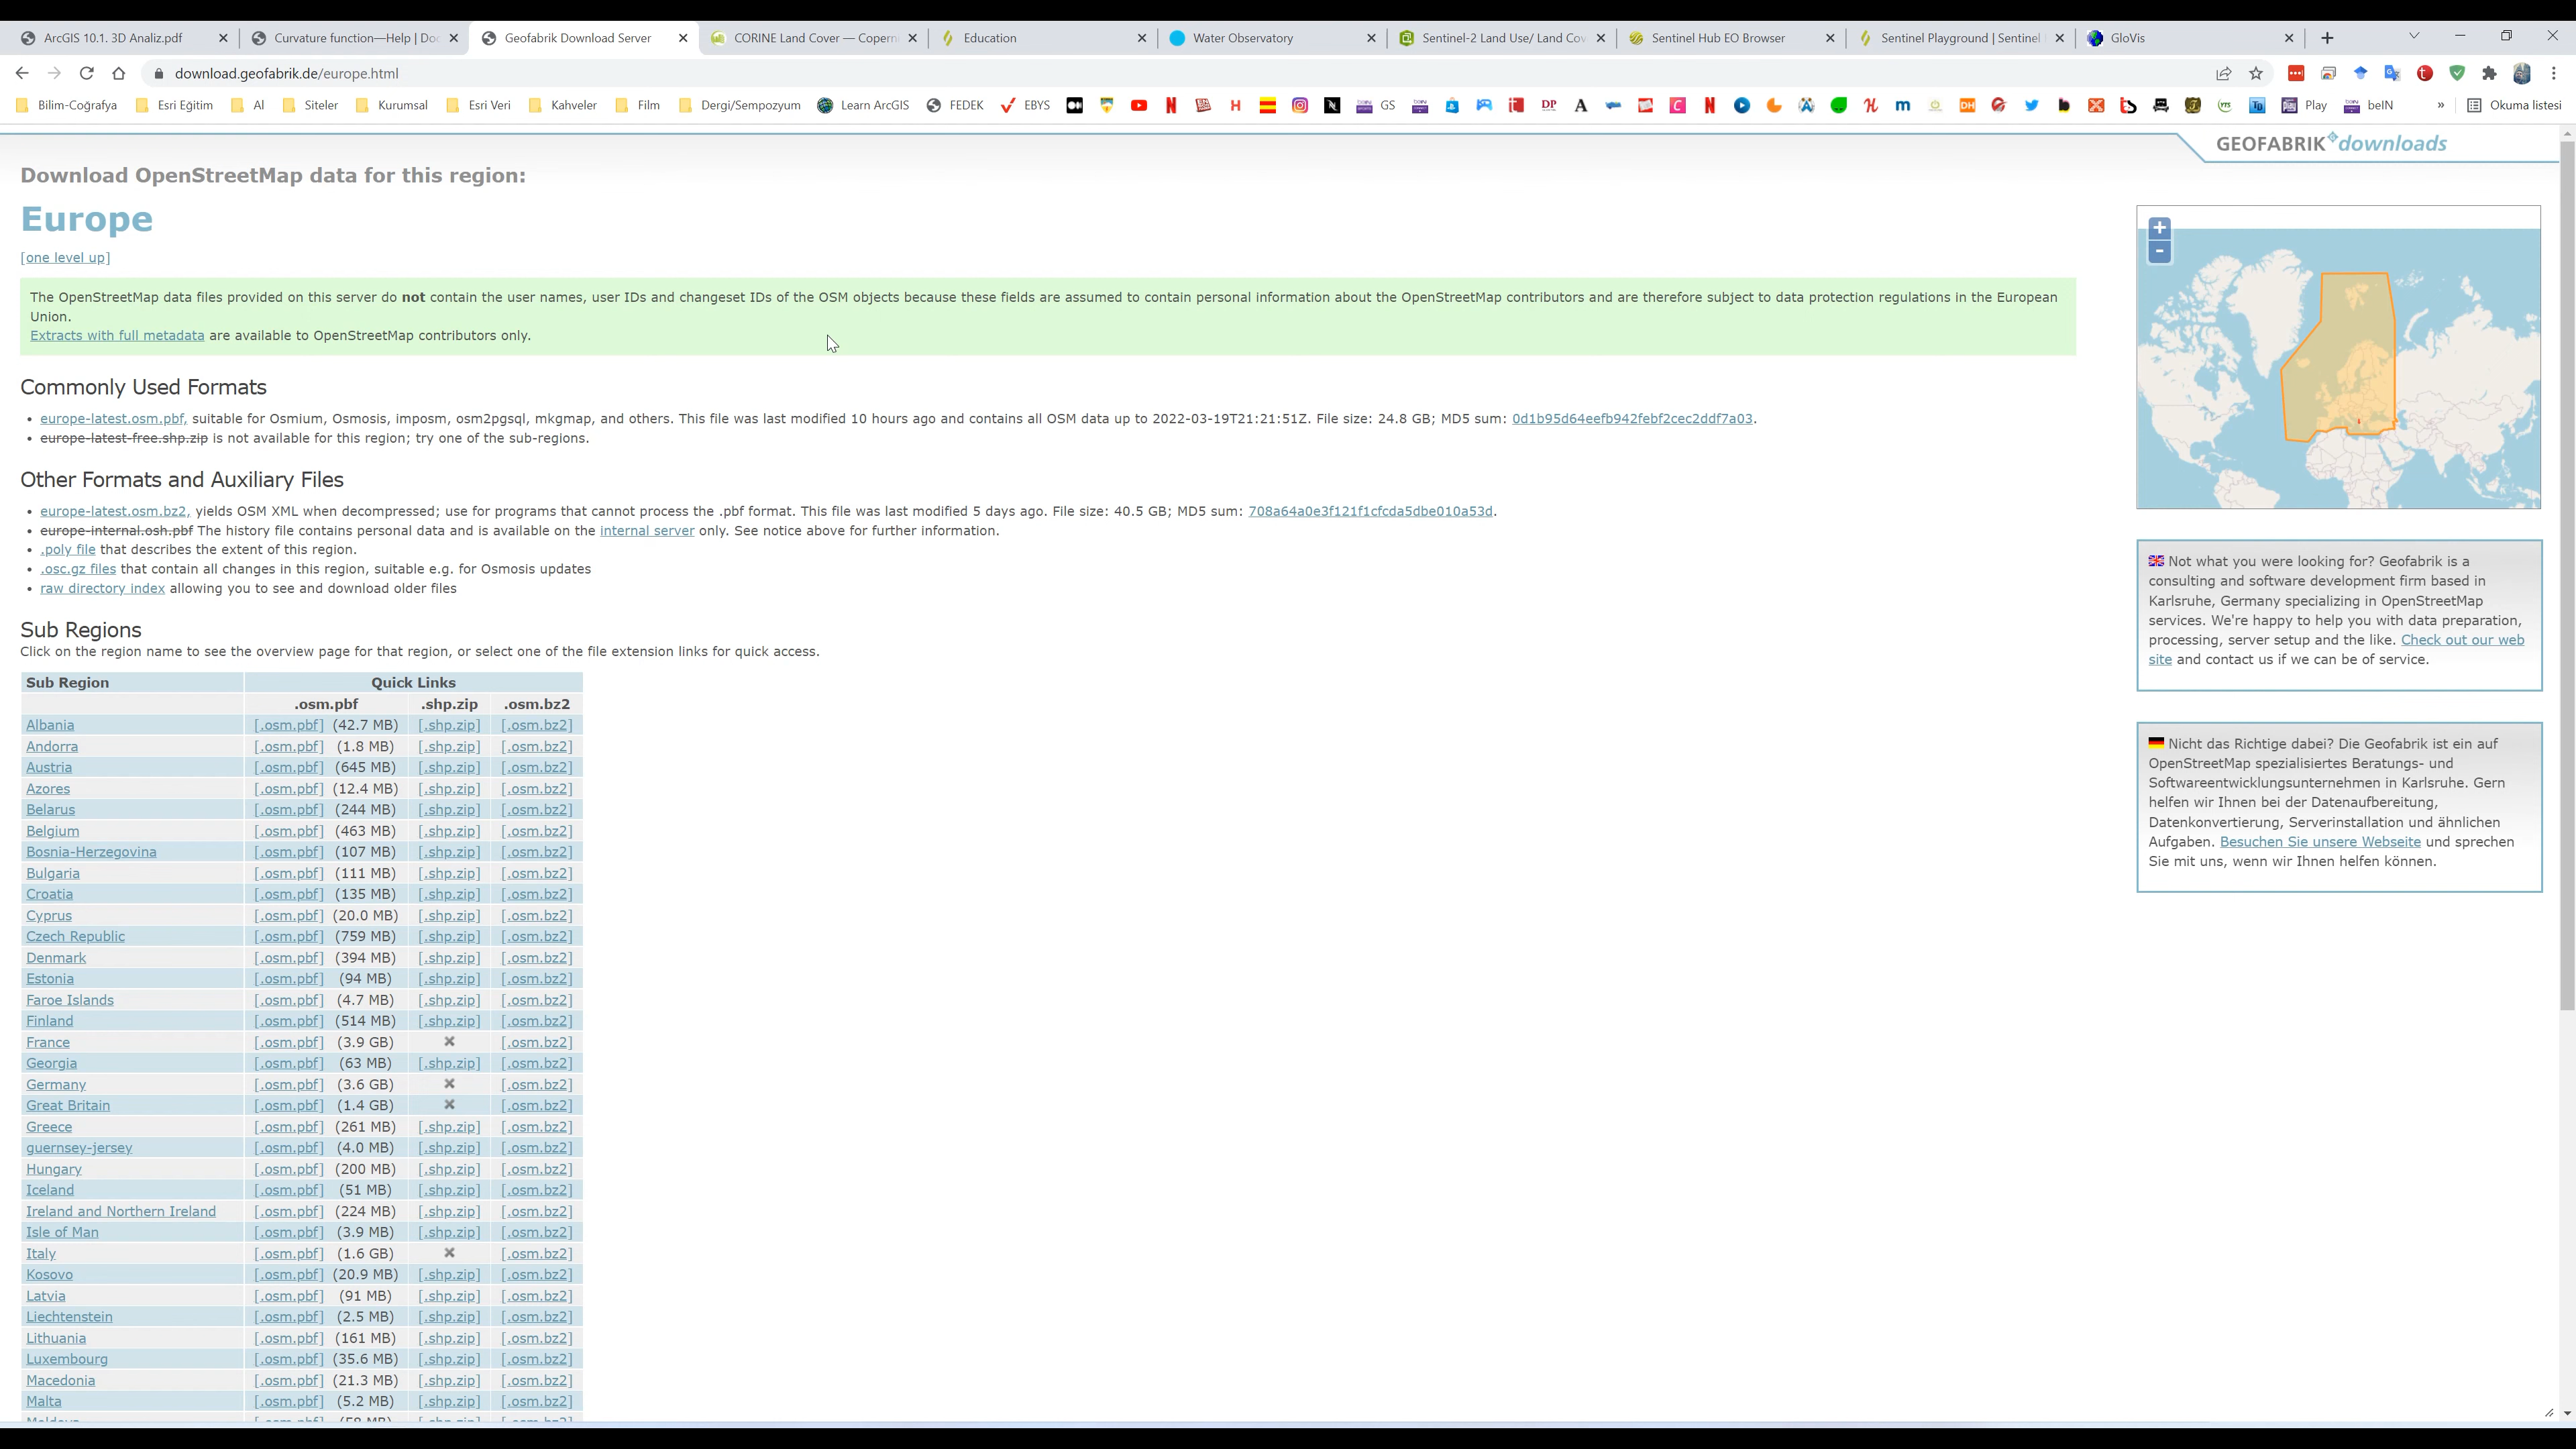 ArcGIS 10.1. 3D Analiz.pdf
Curvature function—Help | Doc
Geofabrik Download Server
CORINE Land Cover — Copern
Education
Water Observatory
Sentinel-2 Land Use/ Land Cov
Sentinel Hub EO Browser
Sentinel Playground | Sentinel
GloVis
download.geofabrik.de/europe.html
Bilim-Coğrafya
Esri Eğitim
AI
Siteler
Kurumsal
Esri Veri
Kahveler
Film
Dergi/Sempozyum
Learn ArcGIS
FEDEK
EBYS
GS
Play
beIN
»
Okuma listesi
GEOFABRIK downloads
Download OpenStreetMap data for this region:
Europe
[one level up]
The OpenStreetMap data files provided on this server do not contain the user names, user IDs and changeset IDs of the OSM objects because these fields are assumed to contain personal information about the OpenStreetMap contributors and are therefore subject to data protection regulations in the European
Union.
Extracts with full metadata are available to OpenStreetMap contributors only.
Commonly Used Formats
• europe-latest.osm.pbf, suitable for Osmium, Osmosis, imposm, osm2pgsql, mkgmap, and others. This file was last modified 10 hours ago and contains all OSM data up to 2022-03-19T21:21:51Z. File size: 24.8 GB; MD5 sum: 0d1b95d64eefb942febf2cec2ddf7a03.
• europe-latest-free.shp.zip is not available for this region; try one of the sub-regions.
Other Formats and Auxiliary Files
• europe-latest.osm.bz2, yields OSM XML when decompressed; use for programs that cannot process the .pbf format. This file was last modified 5 days ago. File size: 40.5 GB; MD5 sum: 708a64a0e3f121f1cfcda5dbe010a53d.
• europe-internal.osh.pbf The history file contains personal data and is available on the internal server only. See notice above for further information.
• .poly file that describes the extent of this region.
• .osc.gz files that contain all changes in this region, suitable e.g. for Osmosis updates
• raw directory index allowing you to see and download older files
Sub Regions
Click on the region name to see the overview page for that region, or select one of the file extension links for quick access.
Sub Region Quick Links
.osm.pbf .shp.zip .osm.bz2
Albania [.osm.pbf] (42.7 MB) [.shp.zip] [.osm.bz2]
Andorra [.osm.pbf] (1.8 MB) [.shp.zip] [.osm.bz2]
Austria [.osm.pbf] (645 MB) [.shp.zip] [.osm.bz2]
Azores [.osm.pbf] (12.4 MB) [.shp.zip] [.osm.bz2]
Belarus [.osm.pbf] (244 MB) [.shp.zip] [.osm.bz2]
Belgium [.osm.pbf] (463 MB) [.shp.zip] [.osm.bz2]
Bosnia-Herzegovina [.osm.pbf] (107 MB) [.shp.zip] [.osm.bz2]
Bulgaria [.osm.pbf] (111 MB) [.shp.zip] [.osm.bz2]
Croatia [.osm.pbf] (135 MB) [.shp.zip] [.osm.bz2]
Cyprus [.osm.pbf] (20.0 MB) [.shp.zip] [.osm.bz2]
Czech Republic [.osm.pbf] (759 MB) [.shp.zip] [.osm.bz2]
Denmark [.osm.pbf] (394 MB) [.shp.zip] [.osm.bz2]
Estonia [.osm.pbf] (94 MB) [.shp.zip] [.osm.bz2]
Faroe Islands [.osm.pbf] (4.7 MB) [.shp.zip] [.osm.bz2]
Finland [.osm.pbf] (514 MB) [.shp.zip] [.osm.bz2]
France [.osm.pbf] (3.9 GB) ✖ [.osm.bz2]
Georgia [.osm.pbf] (63 MB) [.shp.zip] [.osm.bz2]
Germany [.osm.pbf] (3.6 GB) ✖ [.osm.bz2]
Great Britain [.osm.pbf] (1.4 GB) ✖ [.osm.bz2]
Greece [.osm.pbf] (261 MB) [.shp.zip] [.osm.bz2]
guernsey-jersey [.osm.pbf] (4.0 MB) [.shp.zip] [.osm.bz2]
Hungary [.osm.pbf] (200 MB) [.shp.zip] [.osm.bz2]
Iceland [.osm.pbf] (51 MB) [.shp.zip] [.osm.bz2]
Ireland and Northern Ireland [.osm.pbf] (224 MB) [.shp.zip] [.osm.bz2]
Isle of Man [.osm.pbf] (3.9 MB) [.shp.zip] [.osm.bz2]
Italy [.osm.pbf] (1.6 GB) ✖ [.osm.bz2]
Kosovo [.osm.pbf] (20.9 MB) [.shp.zip] [.osm.bz2]
Latvia [.osm.pbf] (91 MB) [.shp.zip] [.osm.bz2]
Liechtenstein [.osm.pbf] (2.5 MB) [.shp.zip] [.osm.bz2]
Lithuania [.osm.pbf] (161 MB) [.shp.zip] [.osm.bz2]
Luxembourg [.osm.pbf] (35.6 MB) [.shp.zip] [.osm.bz2]
Macedonia [.osm.pbf] (21.3 MB) [.shp.zip] [.osm.bz2]
Malta [.osm.pbf] (5.2 MB) [.shp.zip] [.osm.bz2]
+
-
Not what you were looking for? Geofabrik is a
consulting and software development firm based in
Karlsruhe, Germany specializing in OpenStreetMap
services. We're happy to help you with data preparation,
processing, server setup and the like. Check out our web
site and contact us if we can be of service.
Nicht das Richtige dabei? Die Geofabrik ist ein auf
OpenStreetMap spezialisiertes Beratungs- und
Softwareentwicklungsunternehmen in Karlsruhe. Gern
helfen wir Ihnen bei der Datenaufbereitung,
Datenkonvertierung, Serverinstallation und ähnlichen
Aufgaben. Besuchen Sie unsere Webseite und sprechen
Sie mit uns, wenn wir Ihnen helfen können.